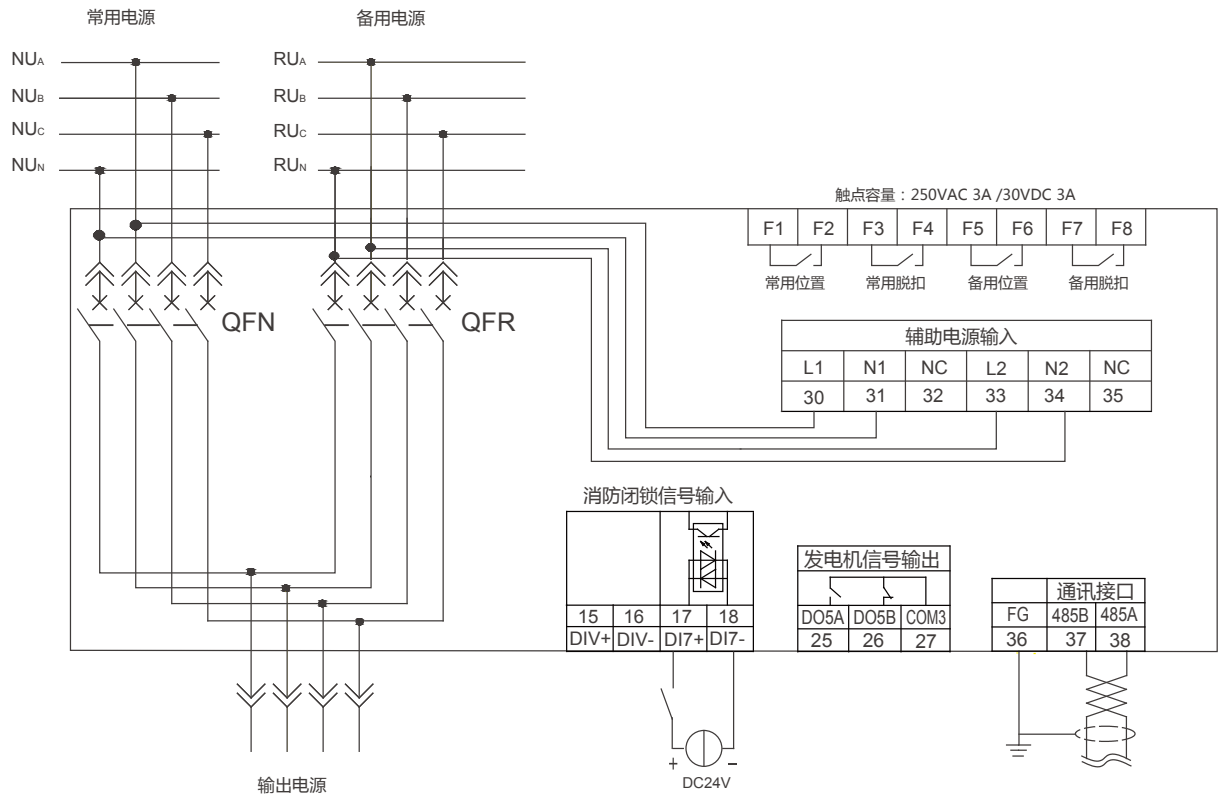 常用电源
备用电源
NUA
RUA
NUB
RUB
NUC
RUC
NUN
RUN
触点容量：250VAC 3A /30VDC 3A
F1 F2 F3 F4 F5 F6 F7 F8
常用位置 常用脱扣 备用位置 备用脱扣
QFN
QFR
辅助电源输入
L1 N1 NC L2 N2 NC
30 31 32 33 34 35
消防闭锁信号输入
15 16 17 18
DIV+ DIV- DI7+ DI7-
发电机信号输出
DO5A DO5B COM3
25 26 27
通讯接口
FG 485B 485A
36 37 38
+ -
DC24V
输出电源